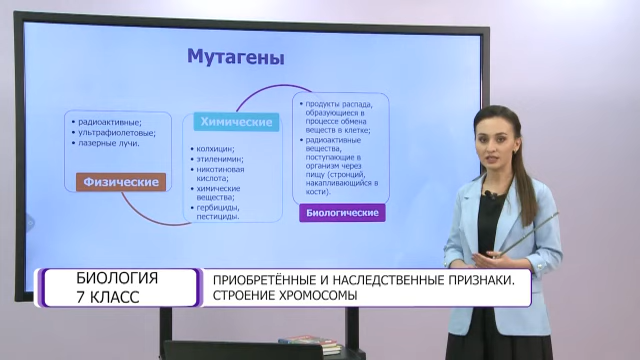 Мутагены
• радиоактивные;
• ультрафиолетовые;
• лазерные лучи.
Физические
Химические
• колхицин;
• этиленимин;
• никотиновая
кислота;
• химические
вещества;
• гербициды,
пестициды.
• продукты распада,
образующиеся в
процессе обмена
веществ в клетке;
• радиоактивные
вещества,
поступающие в
организм через
пищу (стронций,
накапливающийся в
кости).
Биологические
БИОЛОГИЯ
7 КЛАСС
ПРИОБРЕТЁННЫЕ И НАСЛЕДСТВЕННЫЕ ПРИЗНАКИ.
СТРОЕНИЕ ХРОМОСОМЫ